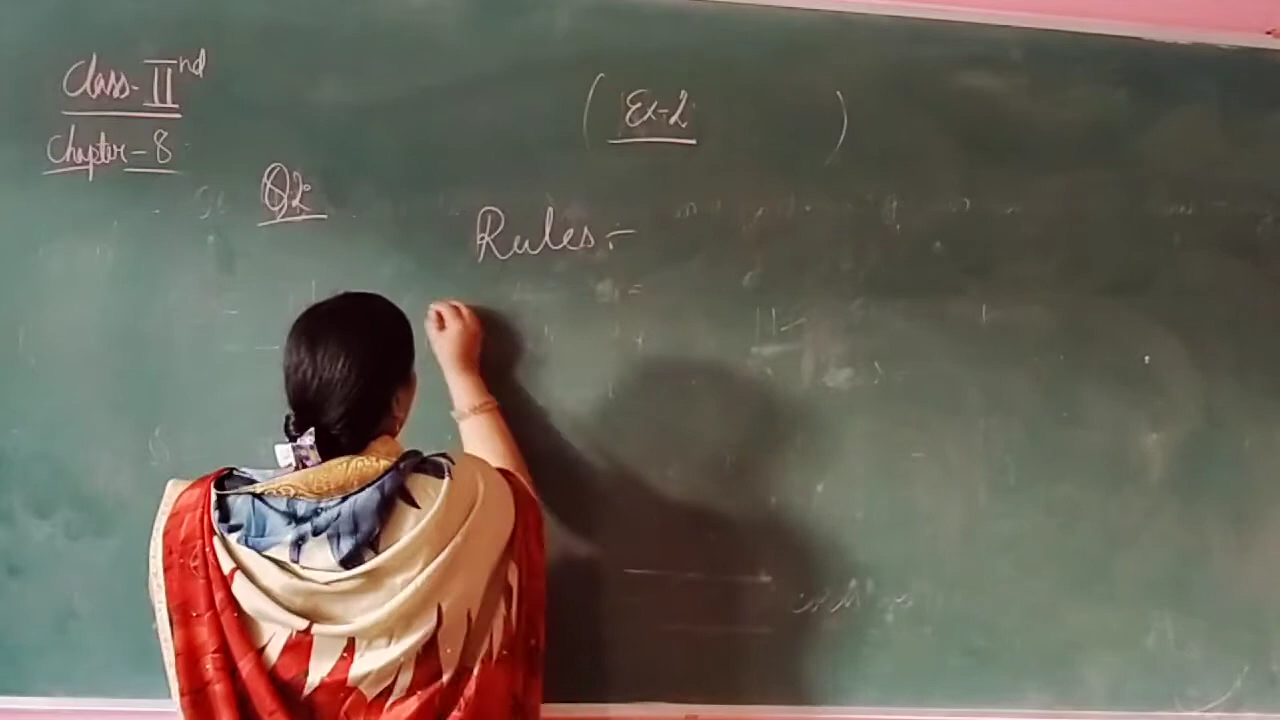 Class-IInd
Chapter-8
(Ex-2 )
Q2:
Rules:-